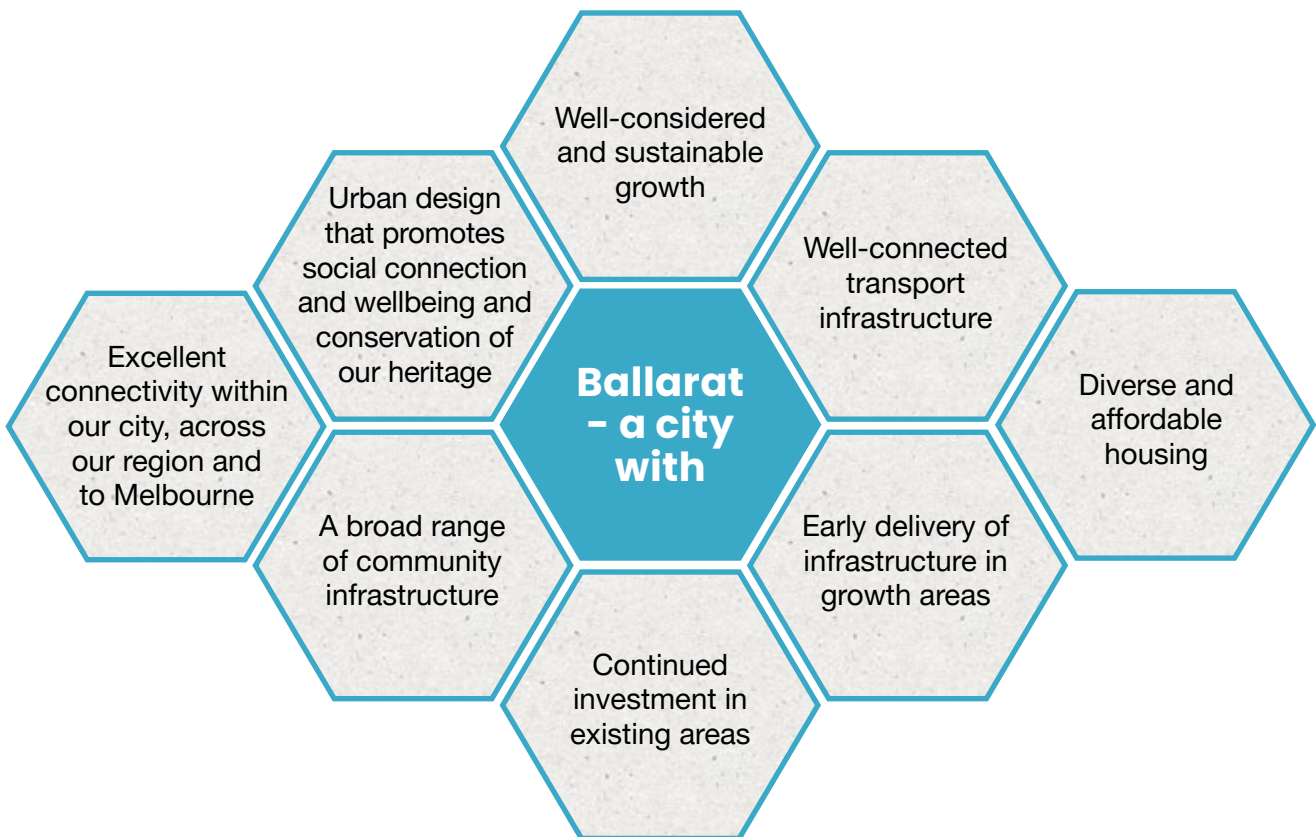 Well-considered
and sustainable
growth
Urban design
that promotes
social connection
and wellbeing and
conservation of
our heritage
Well-connected
transport
infrastructure
Excellent
connectivity within
our city, across
our region and
to Melbourne
Ballarat
- a city
with
Diverse and
affordable
housing
A broad range
of community
infrastructure
Early delivery of
infrastructure in
growth areas
Continued
investment in
existing areas